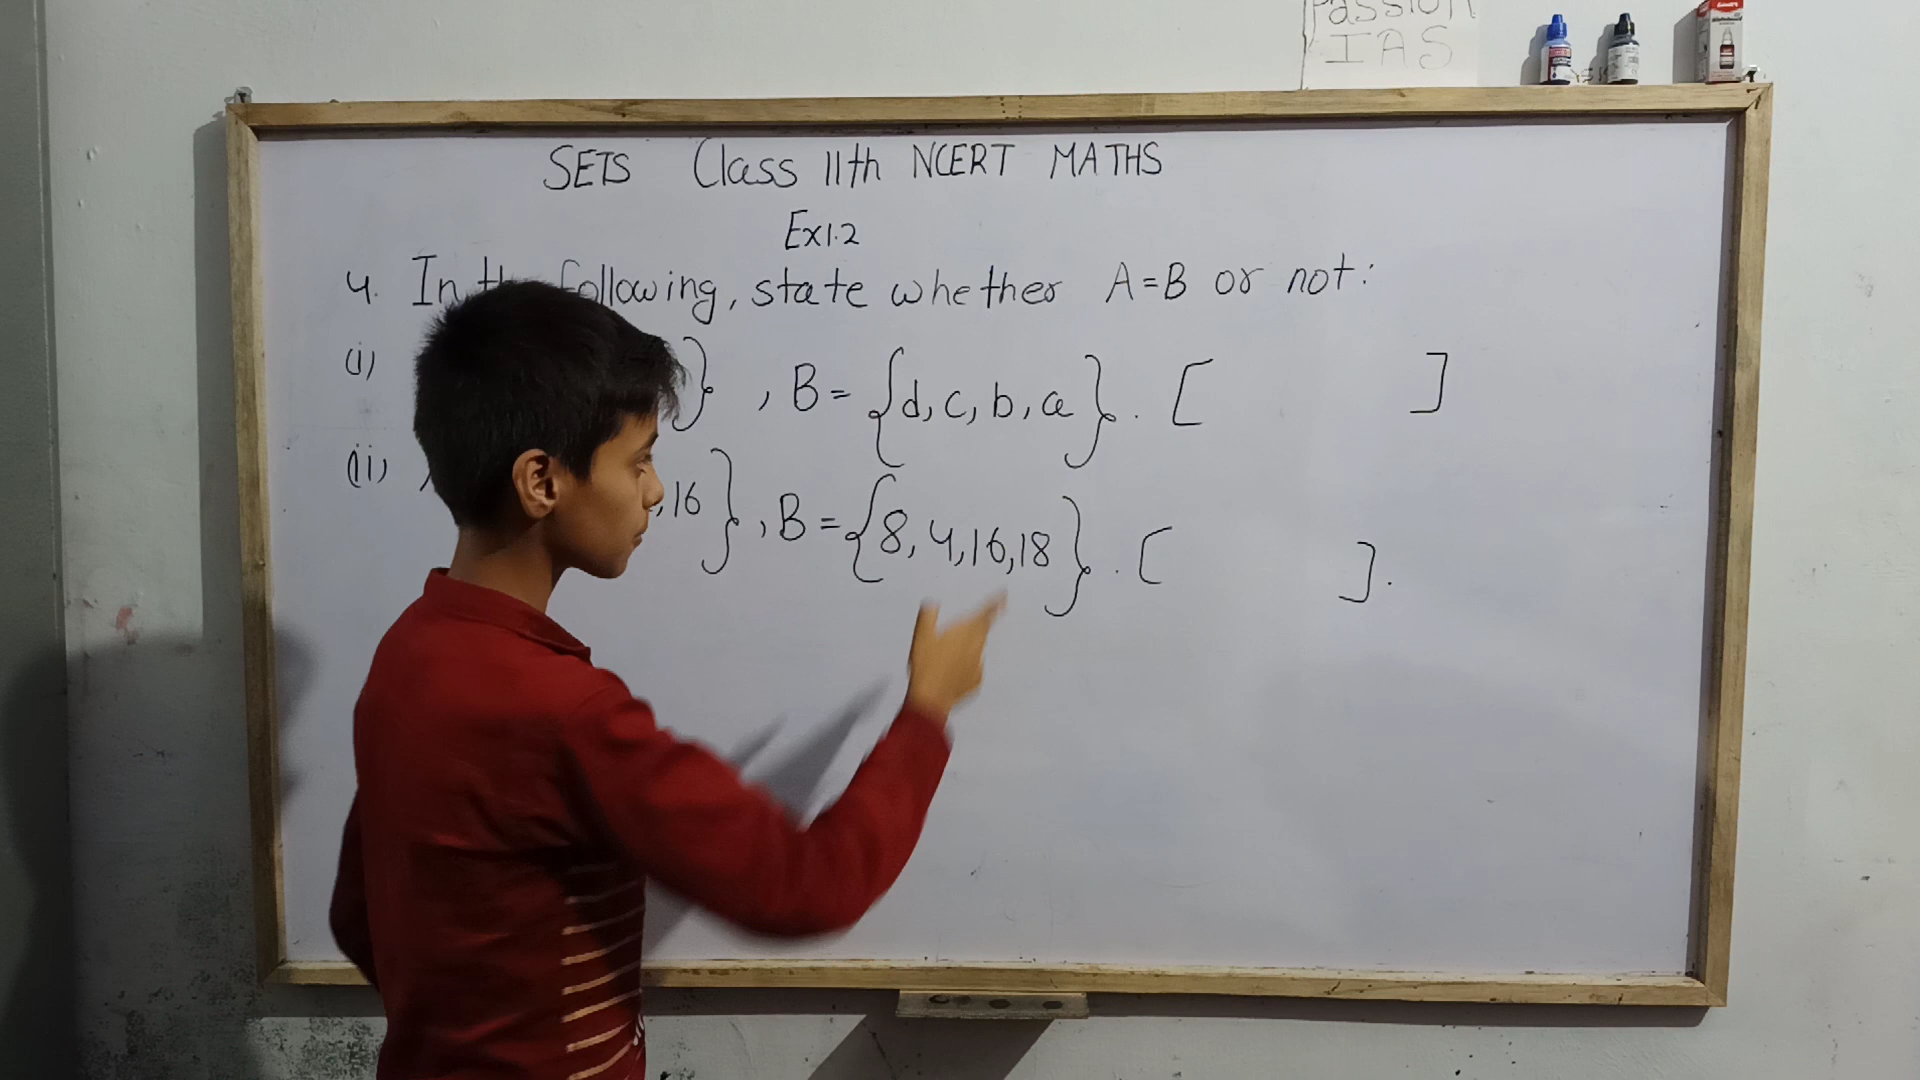 Passion
IAS
SETS Class 11th NCERT MATHS
Ex1.2
4. In the following, state whether A=B or not:
(i) } , B = {d, c, b, a}. [ ]
(ii) ,16 } , B = {8, 4, 16, 18} . [ ].